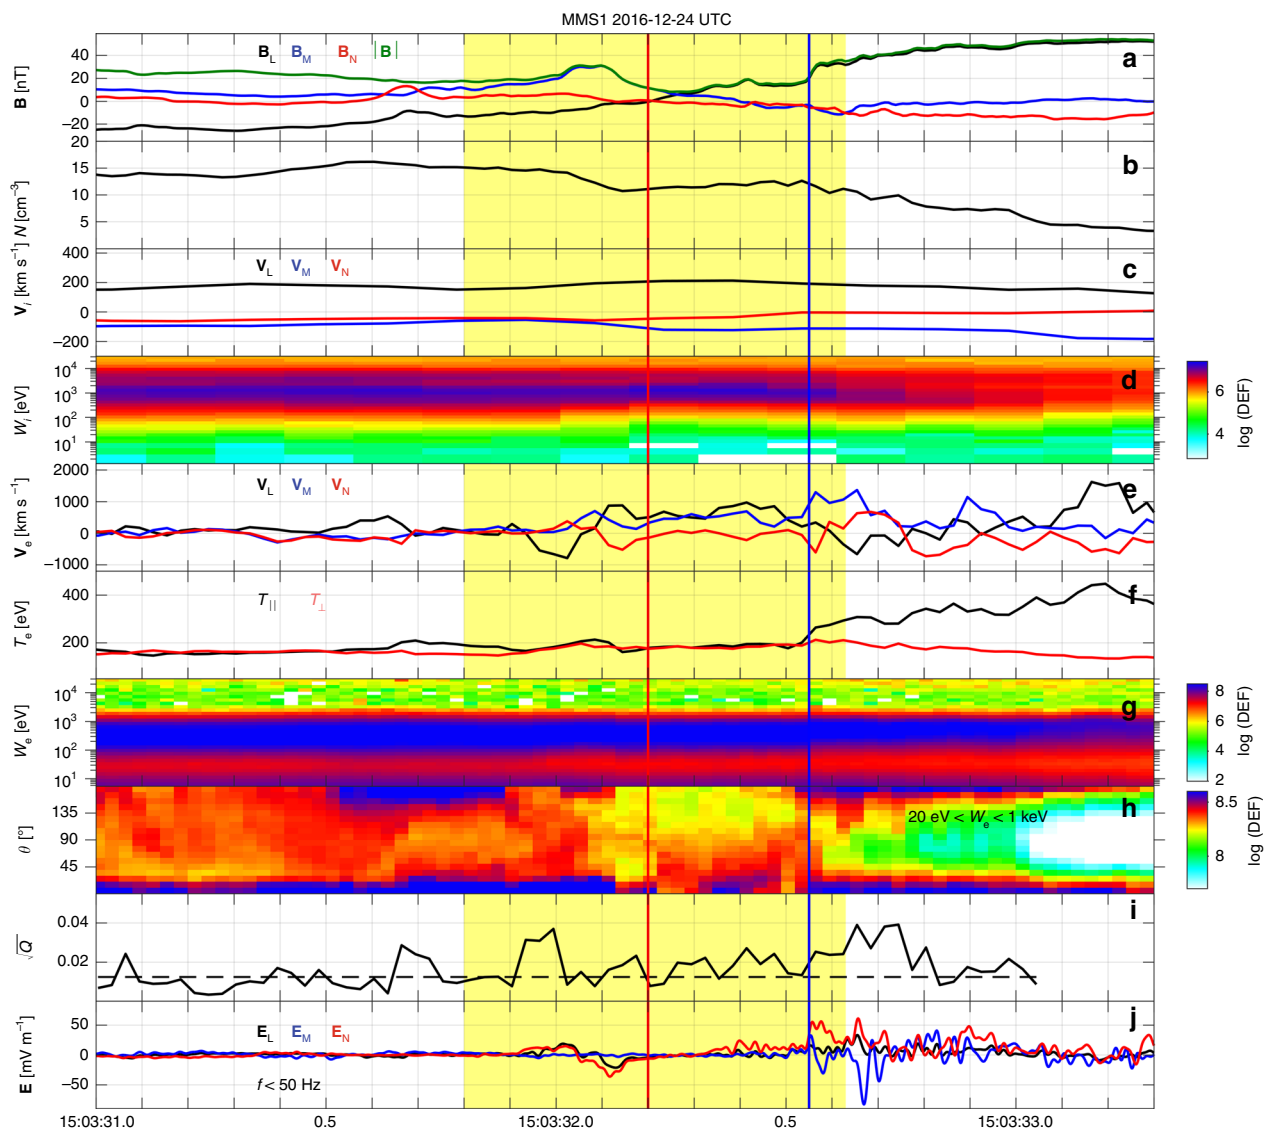 MMS1 2016-12-24 UTC
B_L B_M B_N |B|
a
B [nT]
40
20
0
−20
b
N [cm⁻³]
20
15
10
5
V_L V_M V_N
c
V_i [km s⁻¹]
400
200
0
−200
d
W_i [eV]
10⁴
10³
10²
10¹
6
4
log (DEF)
V_L V_M V_N
e
V_e [km s⁻¹]
2000
1000
0
−1000
T_|| T_⊥
f
T_e [eV]
400
200
g
W_e [eV]
10⁴
10³
10²
10¹
8
6
4
2
log (DEF)
h
20 eV < W_e < 1 keV
θ [°]
135
90
45
8.5
8
log (DEF)
i
√Q
0.04
0.02
E_L E_M E_N
j
E [mV m⁻¹]
50
0
−50
f < 50 Hz
15:03:31.0 0.5 15:03:32.0 0.5 15:03:33.0